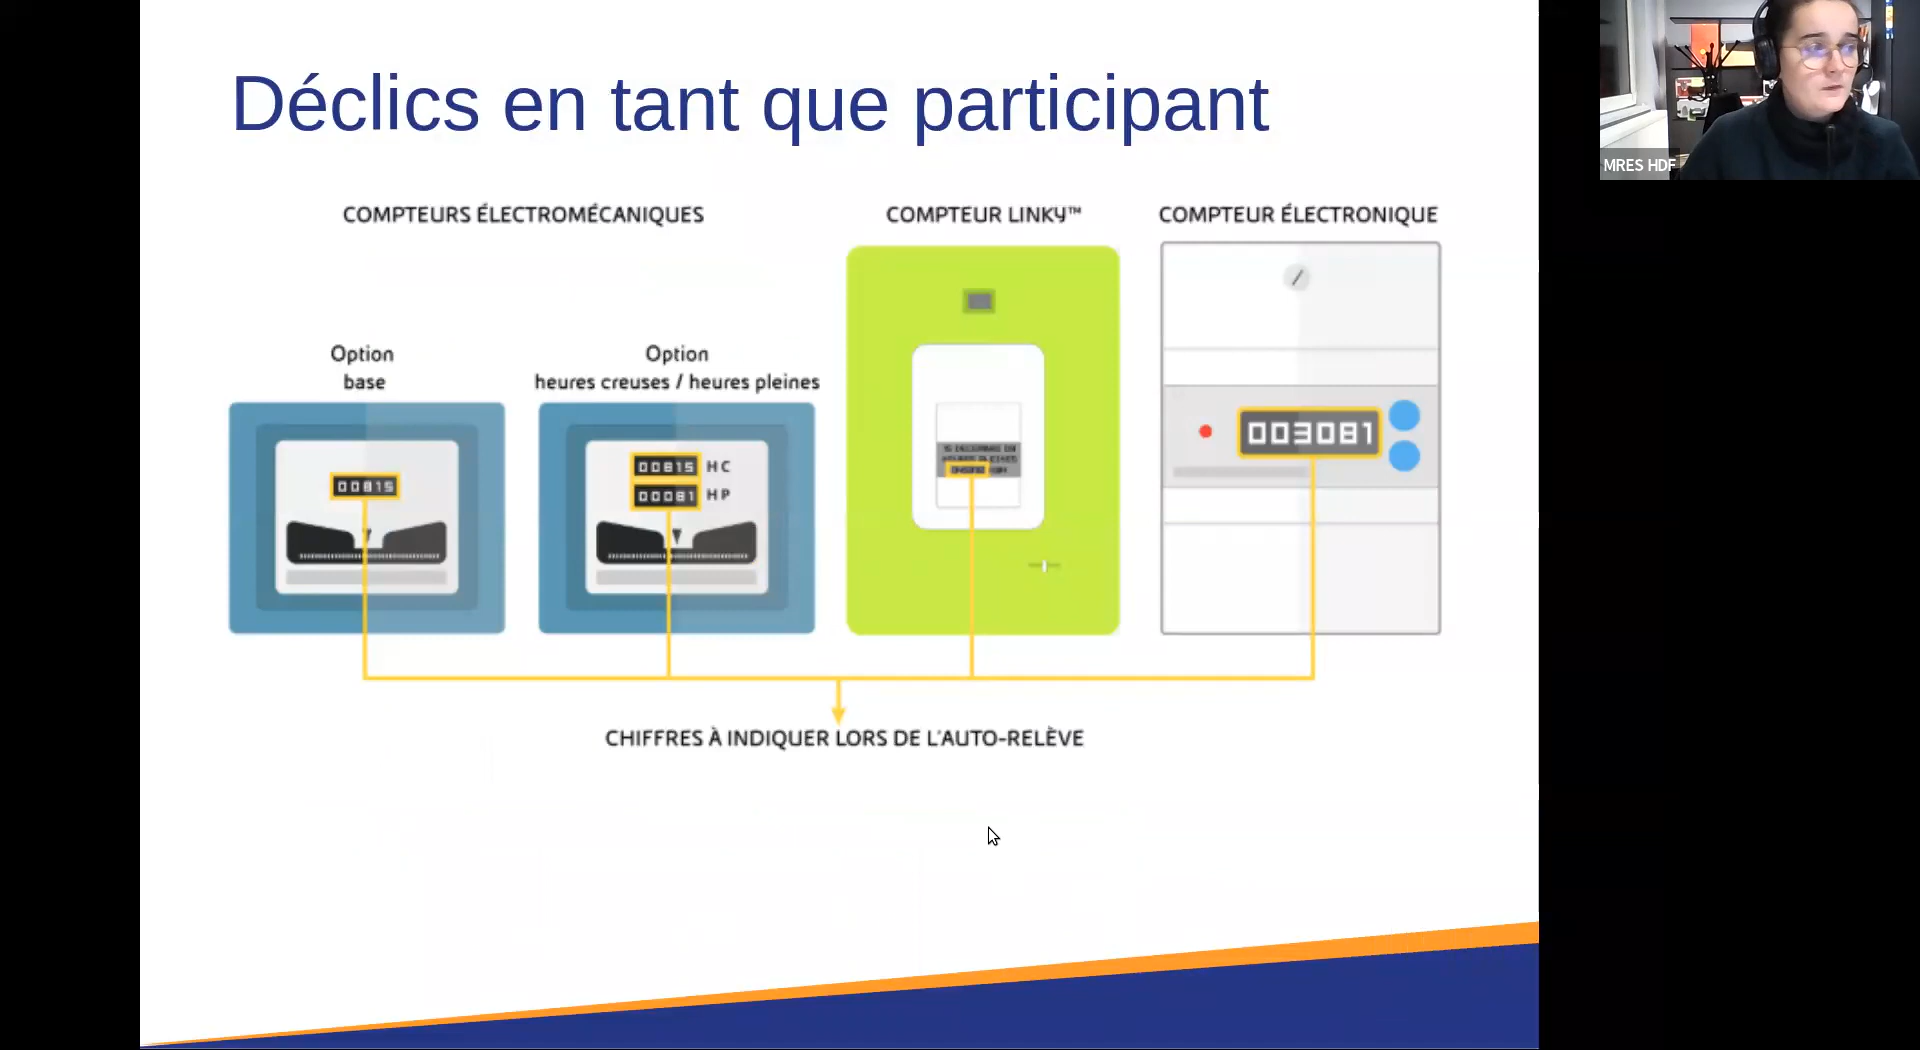 Déclics en tant que participant
MRES HDF
COMPTEURS ÉLECTROMÉCANIQUES
COMPTEUR LINKY™
COMPTEUR ÉLECTRONIQUE
Option
base
Option
heures creuses / heures pleines
00815
00815 HC
00081 HP
003081
CHIFFRES À INDIQUER LORS DE L'AUTO-RELÈVE